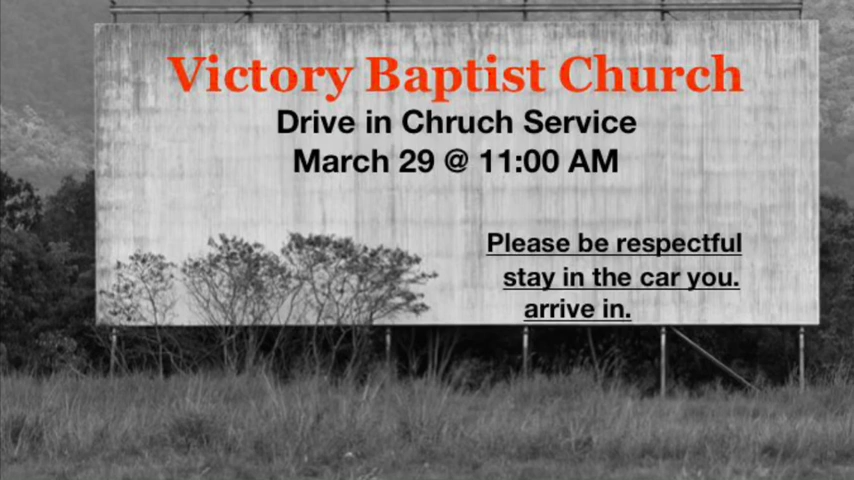 Victory Baptist Church
Drive in Chruch Service
March 29 @ 11:00 AM
Please be respectful
stay in the car you.
arrive in.